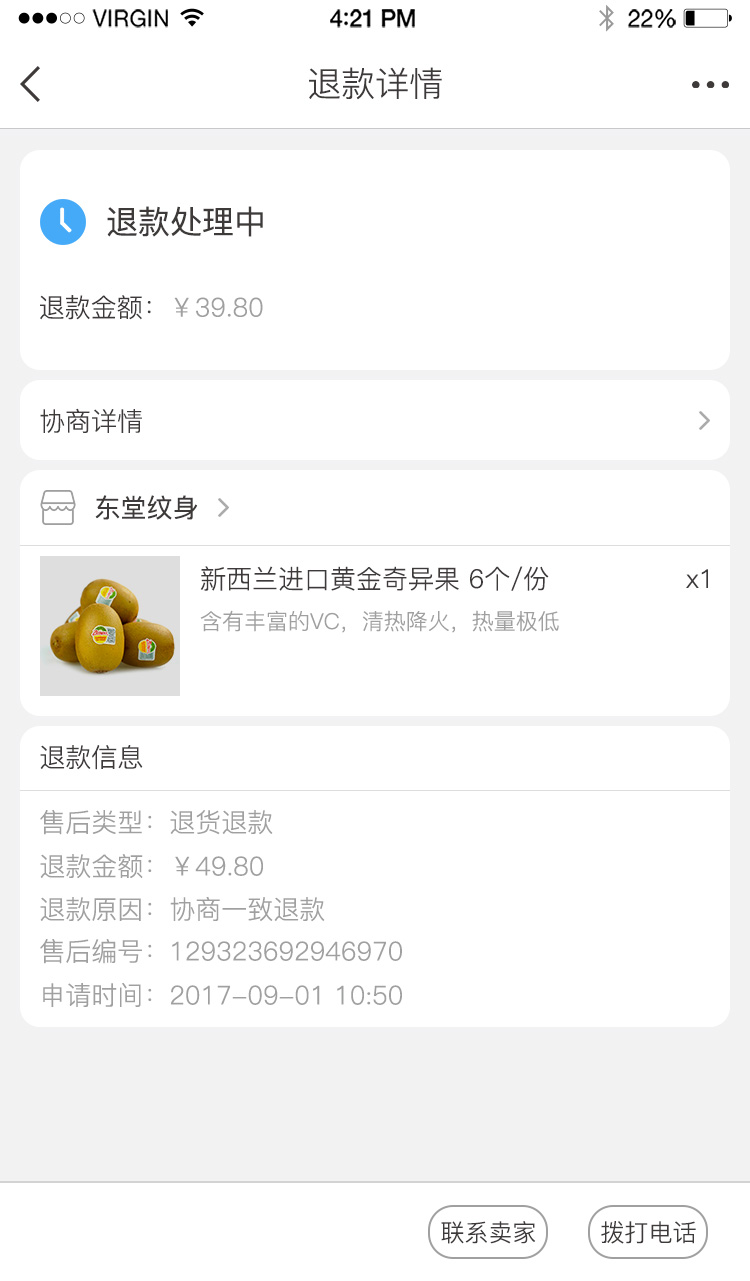 VIRGIN 4:21 PM 22%
退款详情
退款处理中
退款金额：￥39.80
协商详情
东堂纹身
新西兰进口黄金奇异果 6个/份 x1
含有丰富的VC，清热降火，热量极低
退款信息
售后类型：退货退款
退款金额：￥49.80
退款原因：协商一致退款
售后编号：129323692946970
申请时间：2017-09-01 10:50
联系卖家 拨打电话